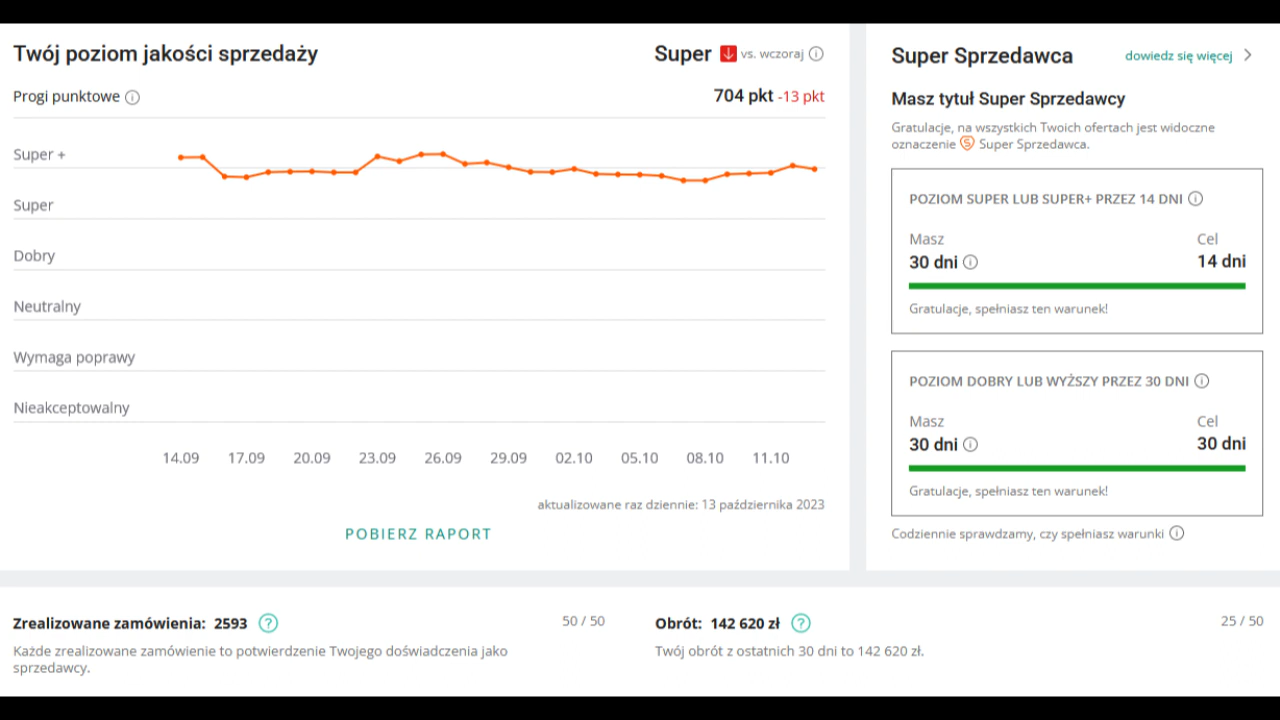 Twój poziom jakości sprzedaży
Super vs. wczoraj
Progi punktowe
704 pkt -13 pkt
Super +
Super
Dobry
Neutralny
Wymaga poprawy
Nieakceptowalny
14.09 17.09 20.09 23.09 26.09 29.09 02.10 05.10 08.10 11.10
aktualizowane raz dziennie: 13 października 2023
POBIERZ RAPORT
Super Sprzedawca
dowiedz się więcej
Masz tytuł Super Sprzedawcy
Gratulacje, na wszystkich Twoich ofertach jest widoczne
oznaczenie Super Sprzedawca.
POZIOM SUPER LUB SUPER+ PRZEZ 14 DNI
Masz Cel
30 dni 14 dni
Gratulacje, spełniasz ten warunek!
POZIOM DOBRY LUB WYŻSZY PRZEZ 30 DNI
Masz Cel
30 dni 30 dni
Gratulacje, spełniasz ten warunek!
Codziennie sprawdzamy, czy spełniasz warunki
Zrealizowane zamówienia: 2593 50 / 50
Każde zrealizowane zamówienie to potwierdzenie Twojego doświadczenia jako
sprzedawcy.
Obrót: 142 620 zł 25 / 50
Twój obrót z ostatnich 30 dni to 142 620 zł.